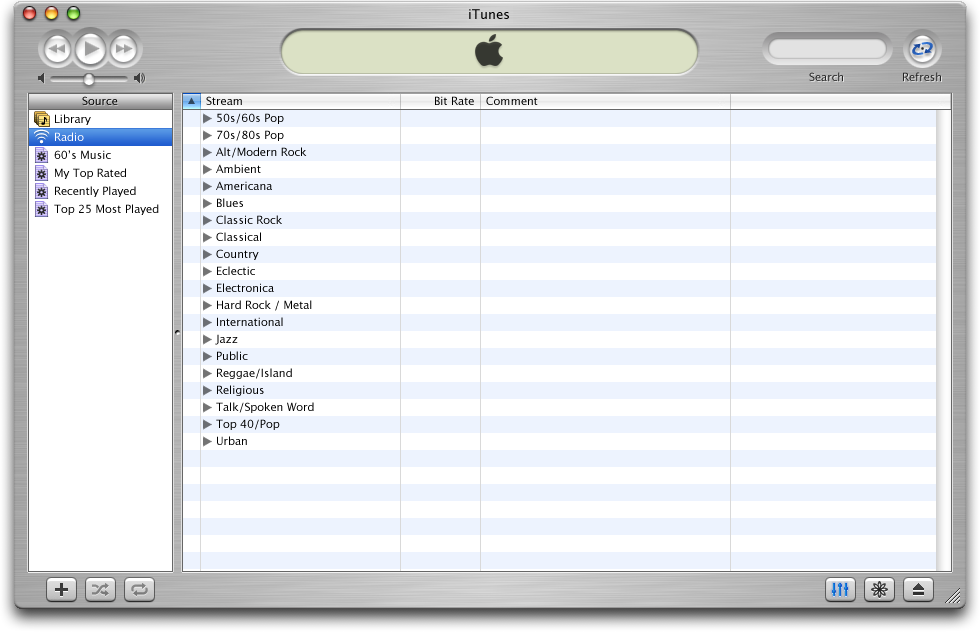 iTunes
Search
Refresh
Source
Library
Radio
60's Music
My Top Rated
Recently Played
Top 25 Most Played
Stream Bit Rate Comment
50s/60s Pop
70s/80s Pop
Alt/Modern Rock
Ambient
Americana
Blues
Classic Rock
Classical
Country
Eclectic
Electronica
Hard Rock / Metal
International
Jazz
Public
Reggae/Island
Religious
Talk/Spoken Word
Top 40/Pop
Urban